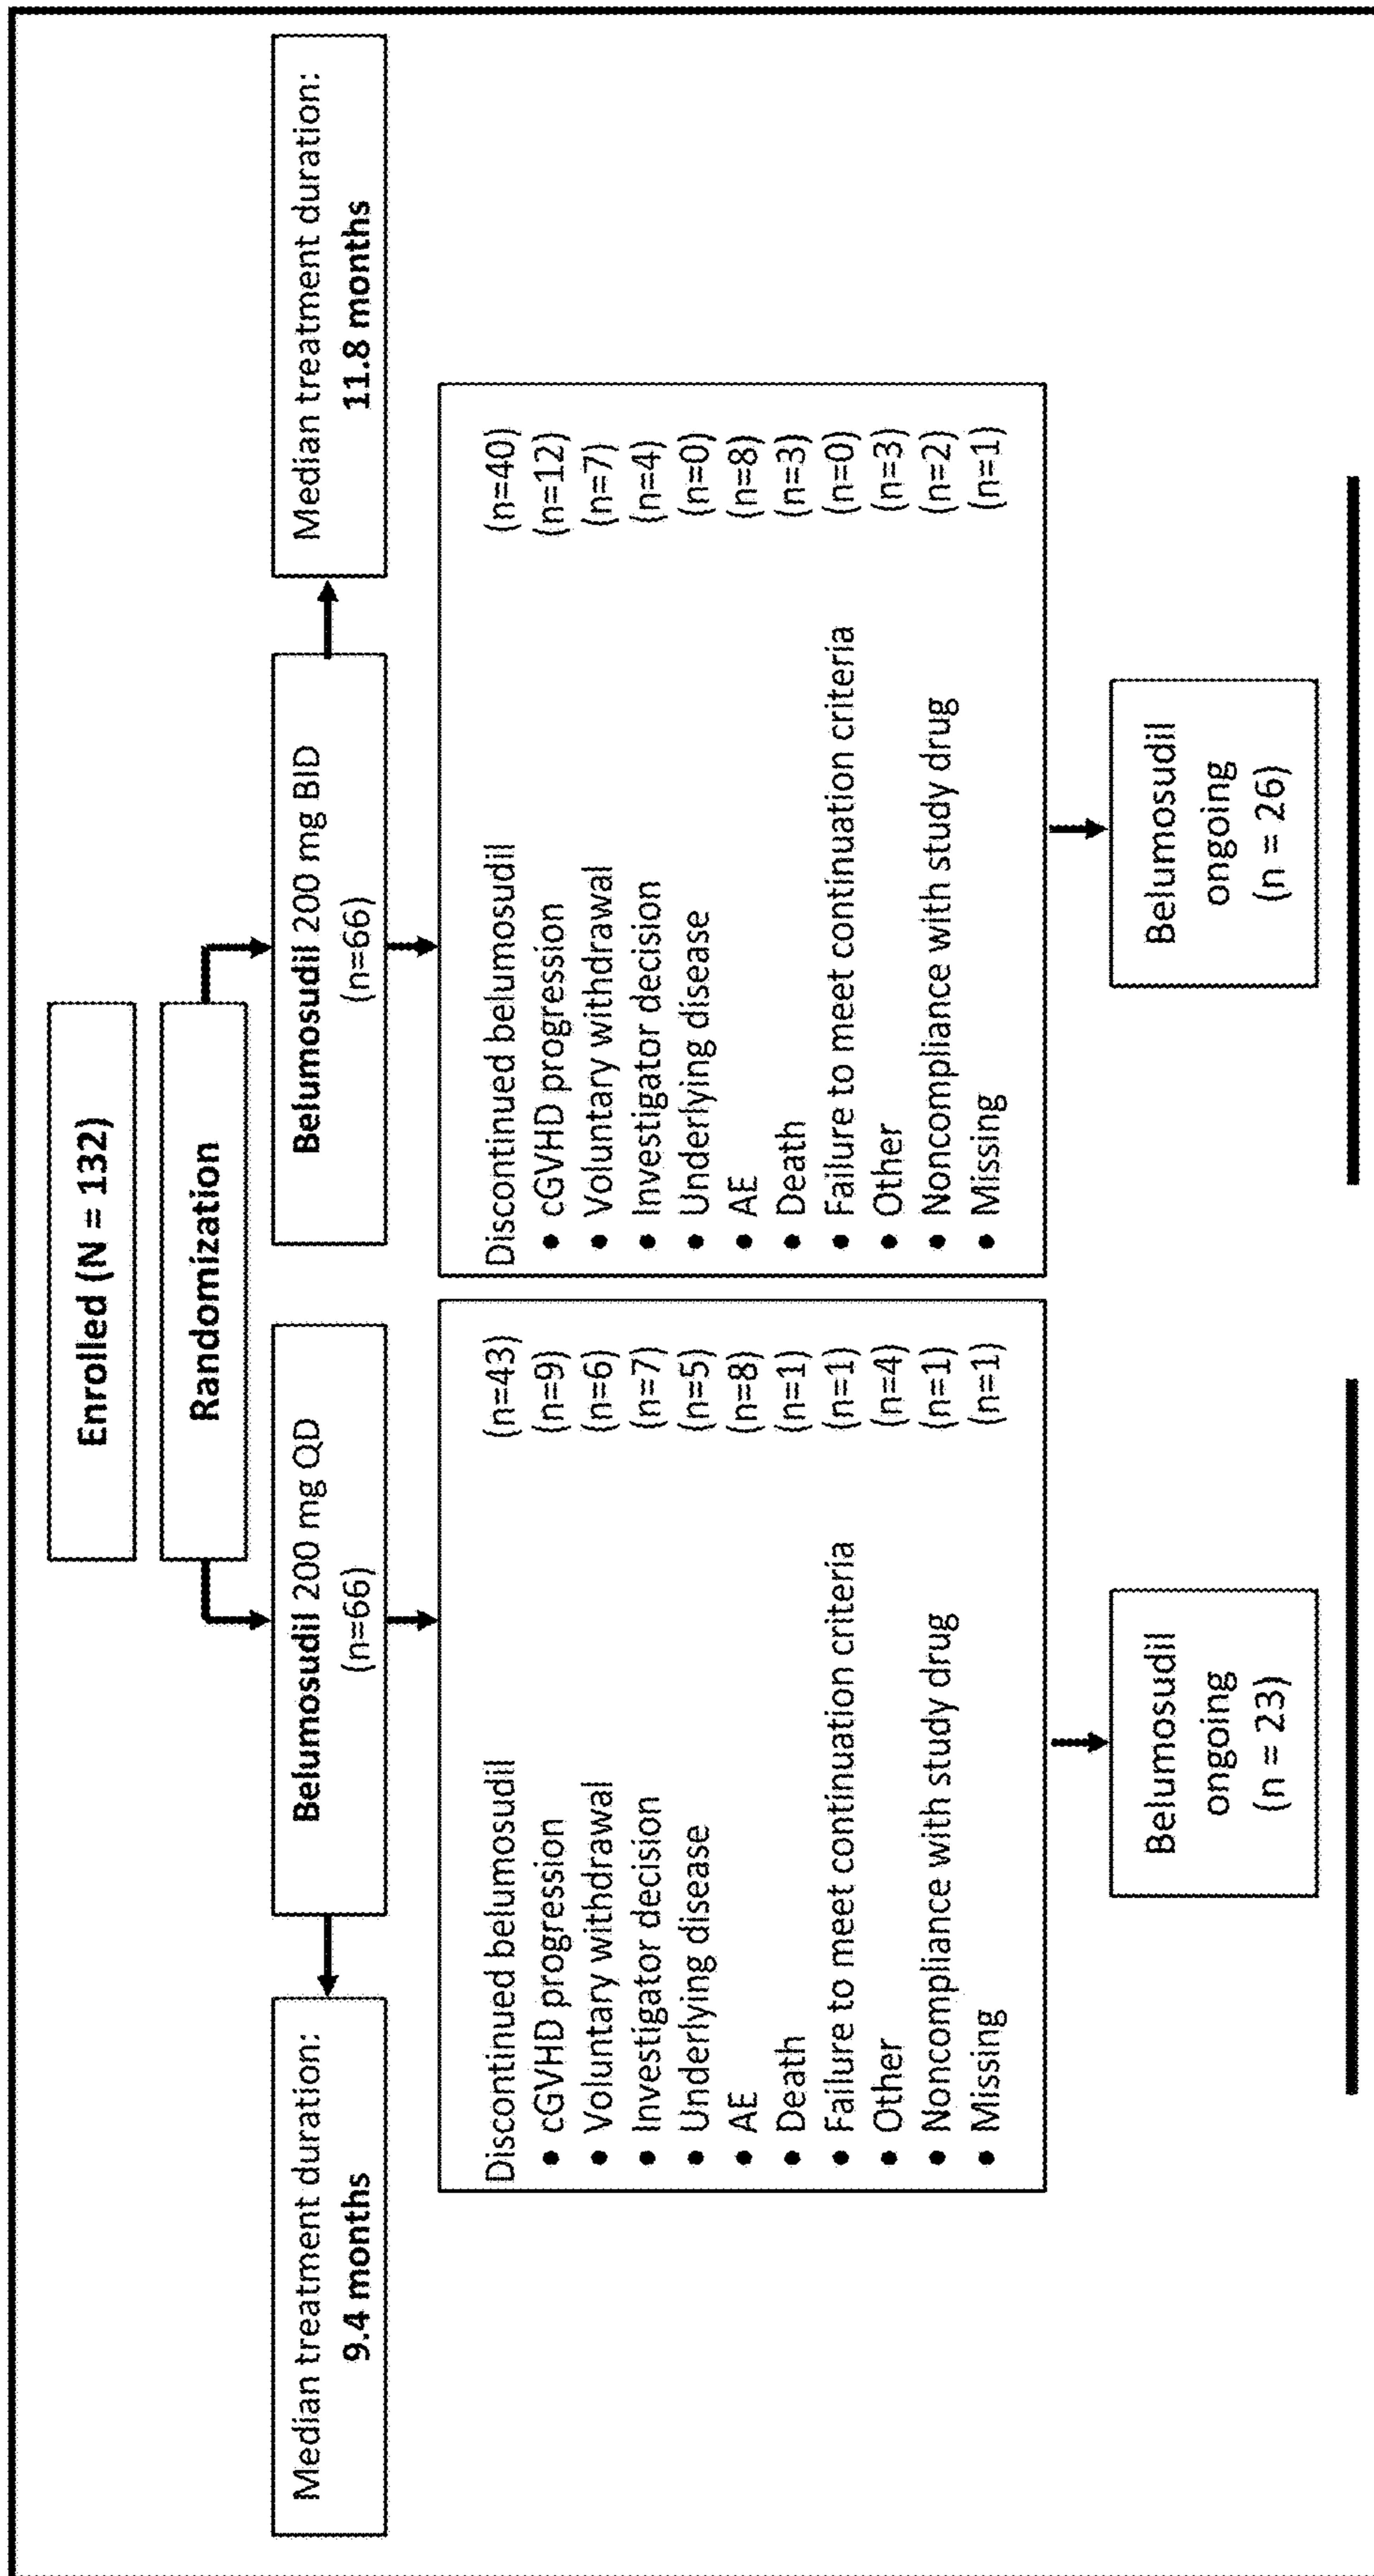 Enrolled (N = 132)
Randomization
Median treatment duration:
9.4 months
Belumosudil 200 mg QD
(n=66)
Belumosudil 200 mg BID
(n=66)
Median treatment duration:
11.8 months
Discontinued belumosudil (n=43)
• cGVHD progression (n=9)
• Voluntary withdrawal (n=6)
• Investigator decision (n=7)
• Underlying disease (n=5)
• AE (n=8)
• Death (n=1)
• Failure to meet continuation criteria (n=1)
• Other (n=4)
• Noncompliance with study drug (n=1)
• Missing (n=1)
Discontinued belumosudil (n=40)
• cGVHD progression (n=12)
• Voluntary withdrawal (n=7)
• Investigator decision (n=4)
• Underlying disease (n=0)
• AE (n=8)
• Death (n=3)
• Failure to meet continuation criteria (n=0)
• Other (n=3)
• Noncompliance with study drug (n=2)
• Missing (n=1)
Belumosudil
ongoing
(n = 23)
Belumosudil
ongoing
(n = 26)